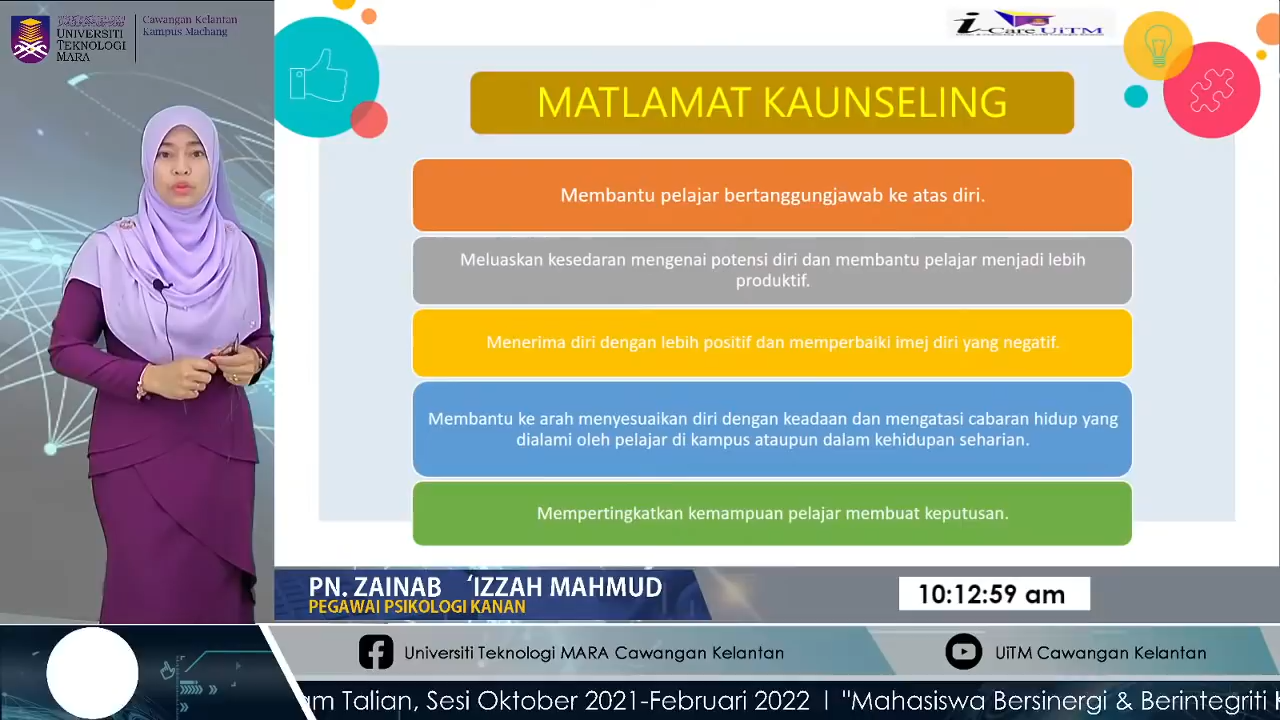 UNIVERSITI
TEKNOLOGI
MARA
Cawangan Kelantan
Kampus Machang
i-Care UiTM
MATLAMAT KAUNSELING
Membantu pelajar bertanggungjawab ke atas diri.
Meluaskan kesedaran mengenai potensi diri dan membantu pelajar menjadi lebih
produktif.
Menerima diri dengan lebih positif dan memperbaiki imej diri yang negatif.
Membantu ke arah menyesuaikan diri dengan keadaan dan mengatasi cabaran hidup yang
dialami oleh pelajar di kampus ataupun dalam kehidupan seharian.
Mempertingkatkan kemampuan pelajar membuat keputusan.
PN. ZAINAB 'IZZAH MAHMUD
PEGAWAI PSIKOLOGI KANAN
10:12:59 am
Universiti Teknologi MARA Cawangan Kelantan
UiTM Cawangan Kelantan
am Talian, Sesi Oktober 2021-Februari 2022 | "Mahasiswa Bersinergi & Berintegriti